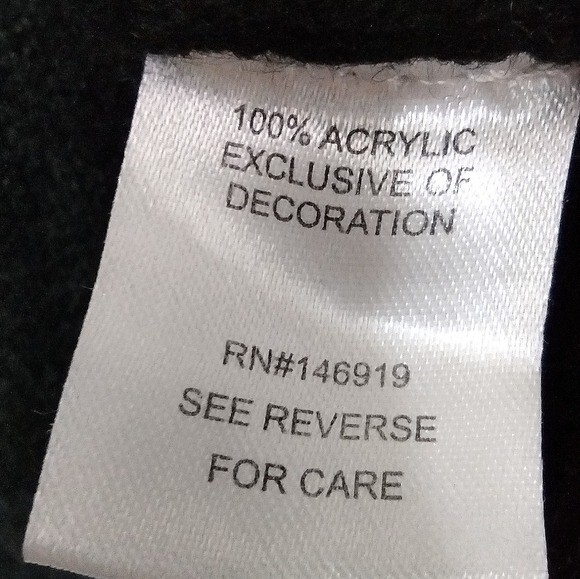 100% ACRYLIC
EXCLUSIVE OF
DECORATION
RN#146919
SEE REVERSE
FOR CARE